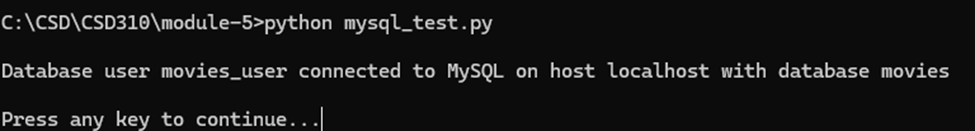 C:\CSD\CSD310\module-5>python mysql_test.py
Database user movies_user connected to MySQL on host localhost with database movies
Press any key to continue...